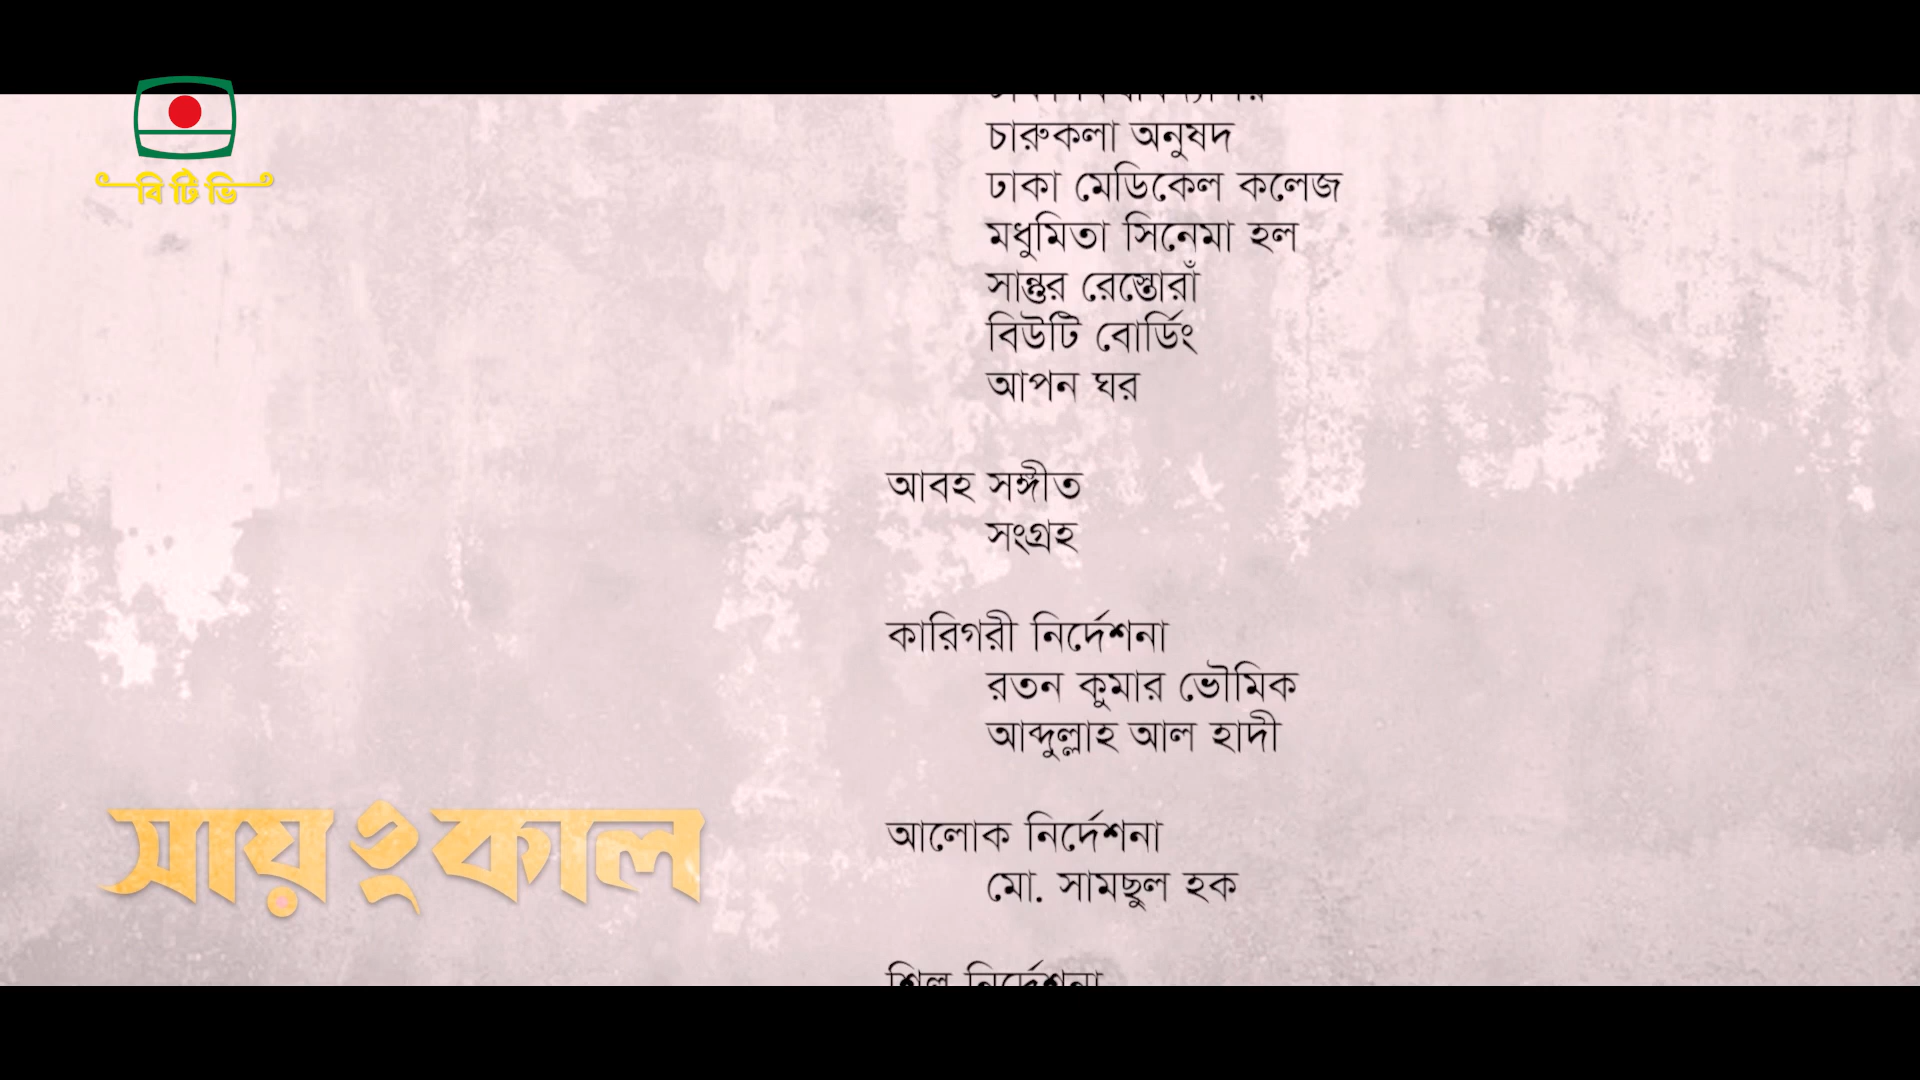 বি টি ভি
চারুকলা অনুষদ
ঢাকা মেডিকেল কলেজ
মধুমিতা সিনেমা হল
সান্তুর রেস্তোরাঁ
বিউটি বোর্ডিং
আপন ঘর
আবহ সঙ্গীত
সংগ্রহ
কারিগরী নির্দেশনা
রতন কুমার ভৌমিক
আব্দুল্লাহ আল হাদী
আলোক নির্দেশনা
মো. সামছুল হক
নির্দেশনা
সায়ংকাল